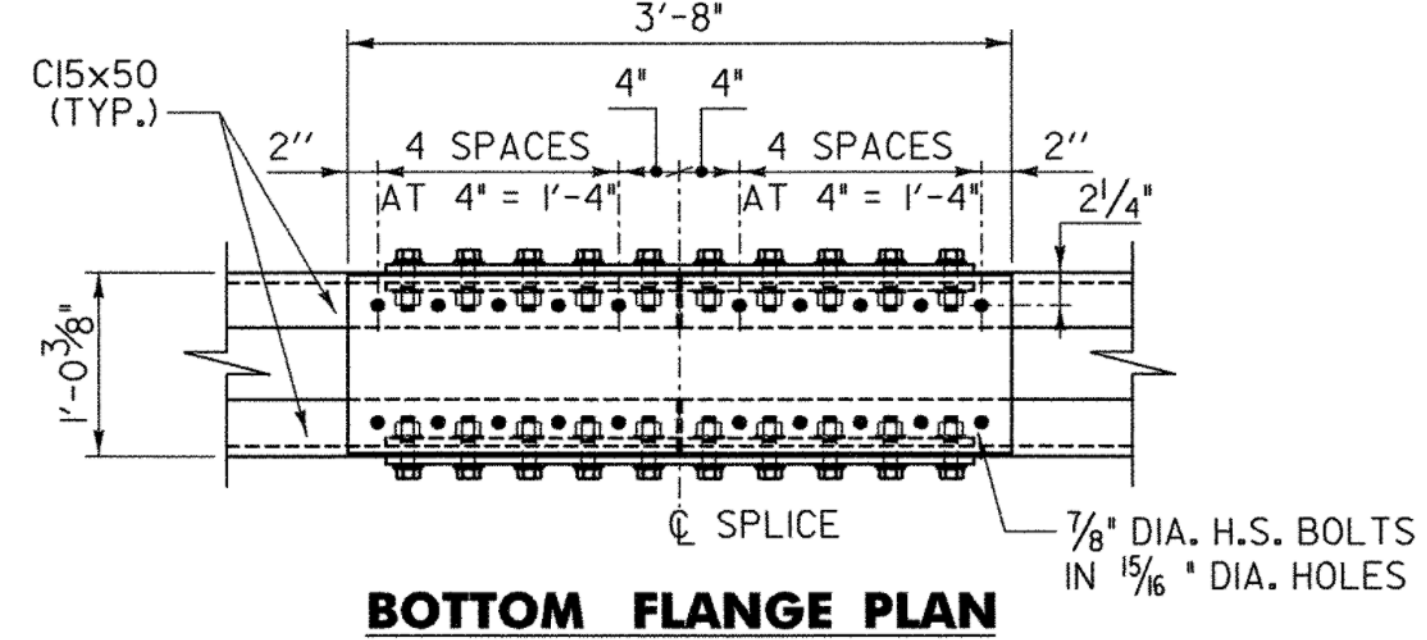 3'-8"
C15x50
(TYP.)
4" 4"
2'' 4 SPACES 4 SPACES 2''
AT 4" = 1'-4" AT 4" = 1'-4" 2 1/4"
1'-0 3/8"
℄ SPLICE
7/8" DIA. H.S. BOLTS
IN 15/16 " DIA. HOLES
BOTTOM FLANGE PLAN